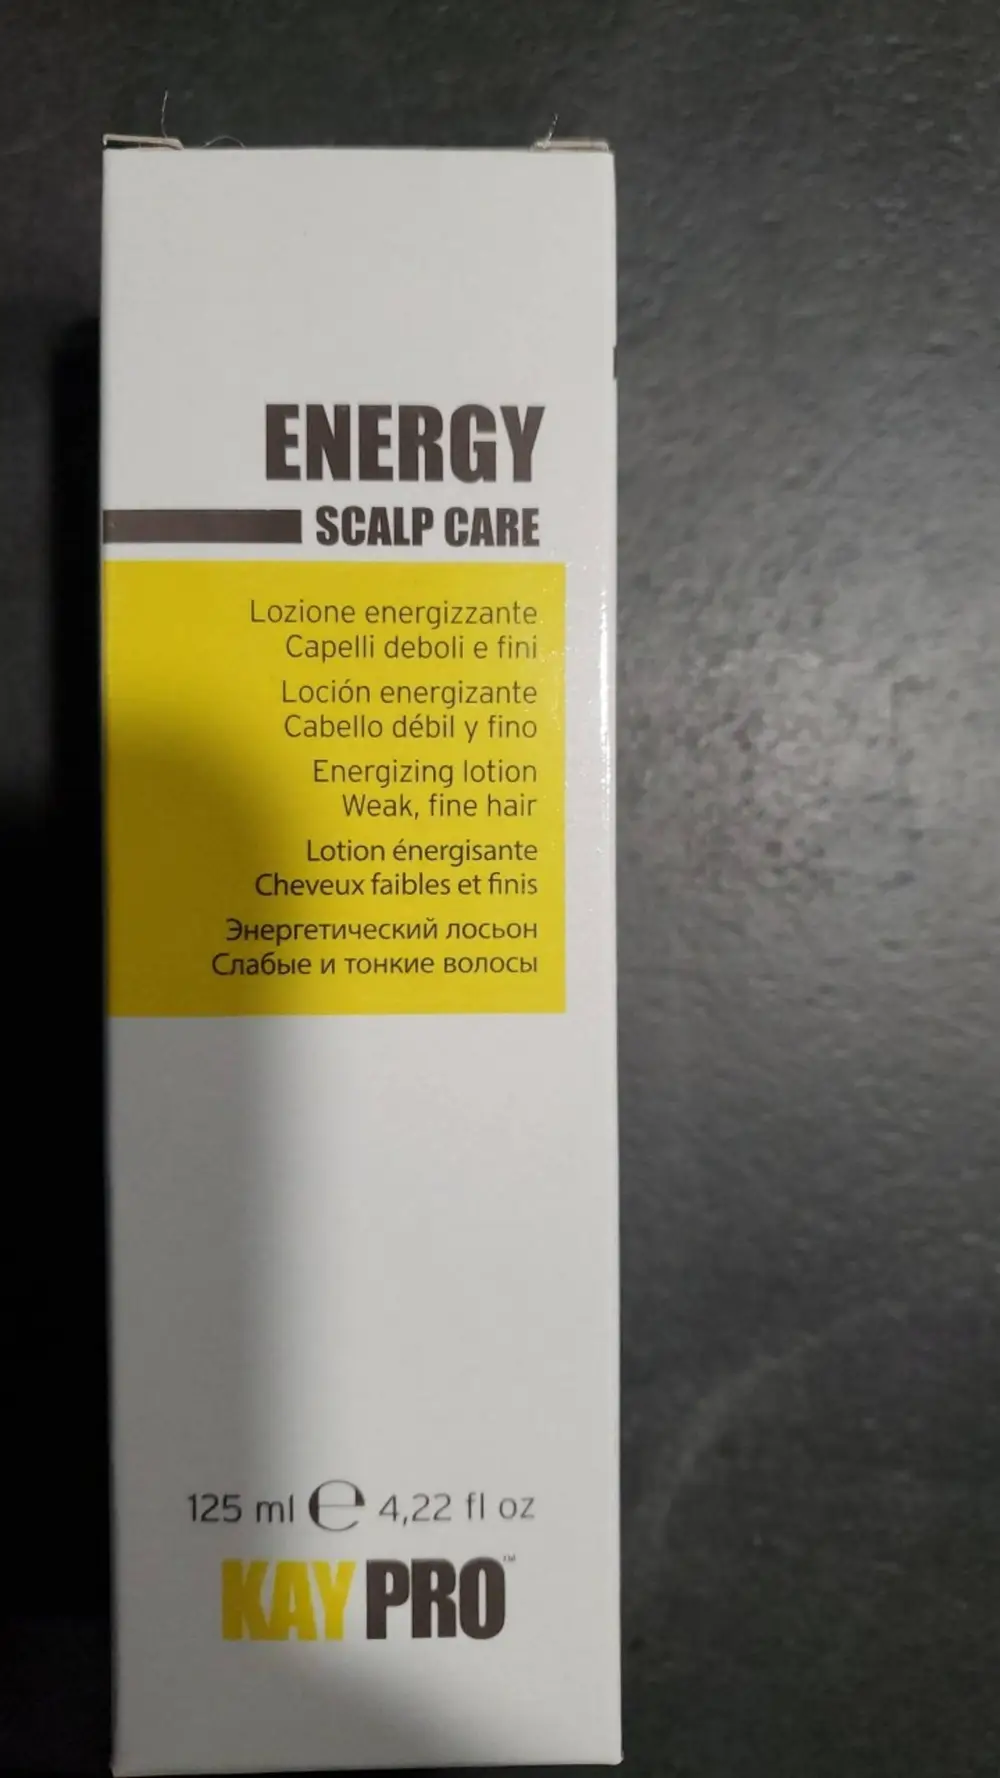 ENERGY
SCALP CARE
Lozione energizzante
Capelli deboli e fini
Loción energizante
Cabello débil y fino
Energizing lotion
Weak, fine hair
Lotion énergisante
Cheveux faibles et finis
Энергетический лосьон
Слабые и тонкие волосы
125 ml ℮ 4,22 fl oz
KAYPRO™